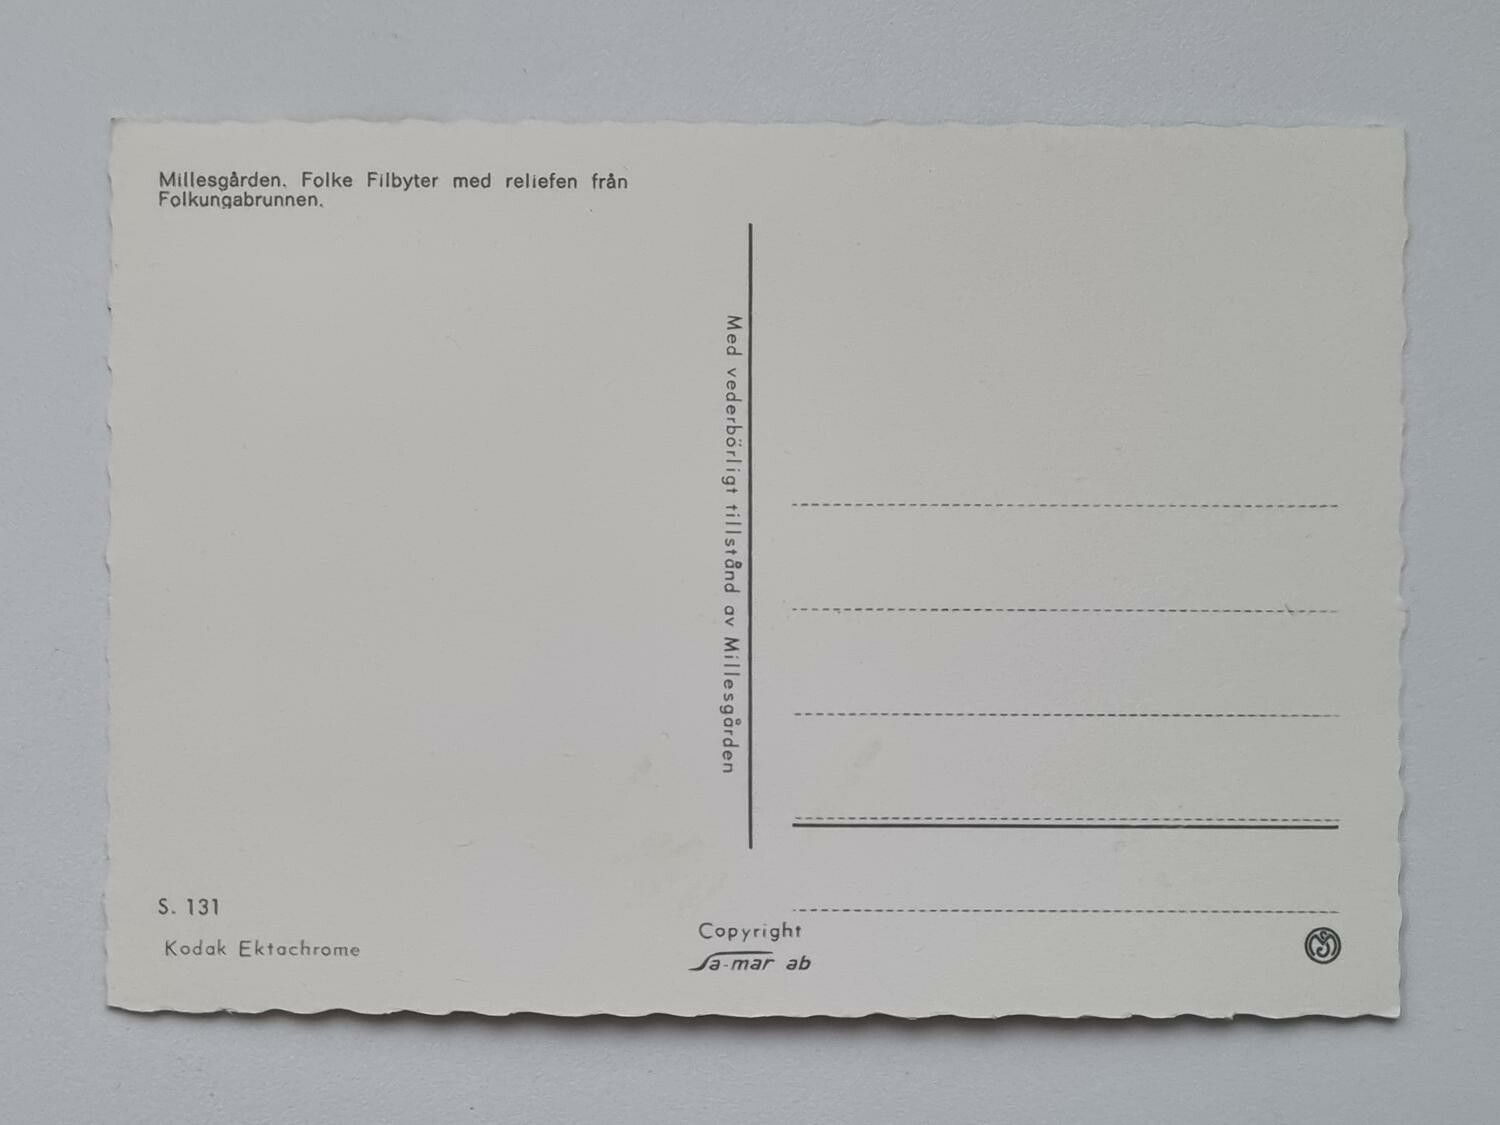 Millesgården. Folke Filbyter med reliefen från
Folkungabrunnen.
Med vederbörligt tillstånd av Millesgården
S. 131
Kodak Ektachrome
Copyright
Sa-mar ab